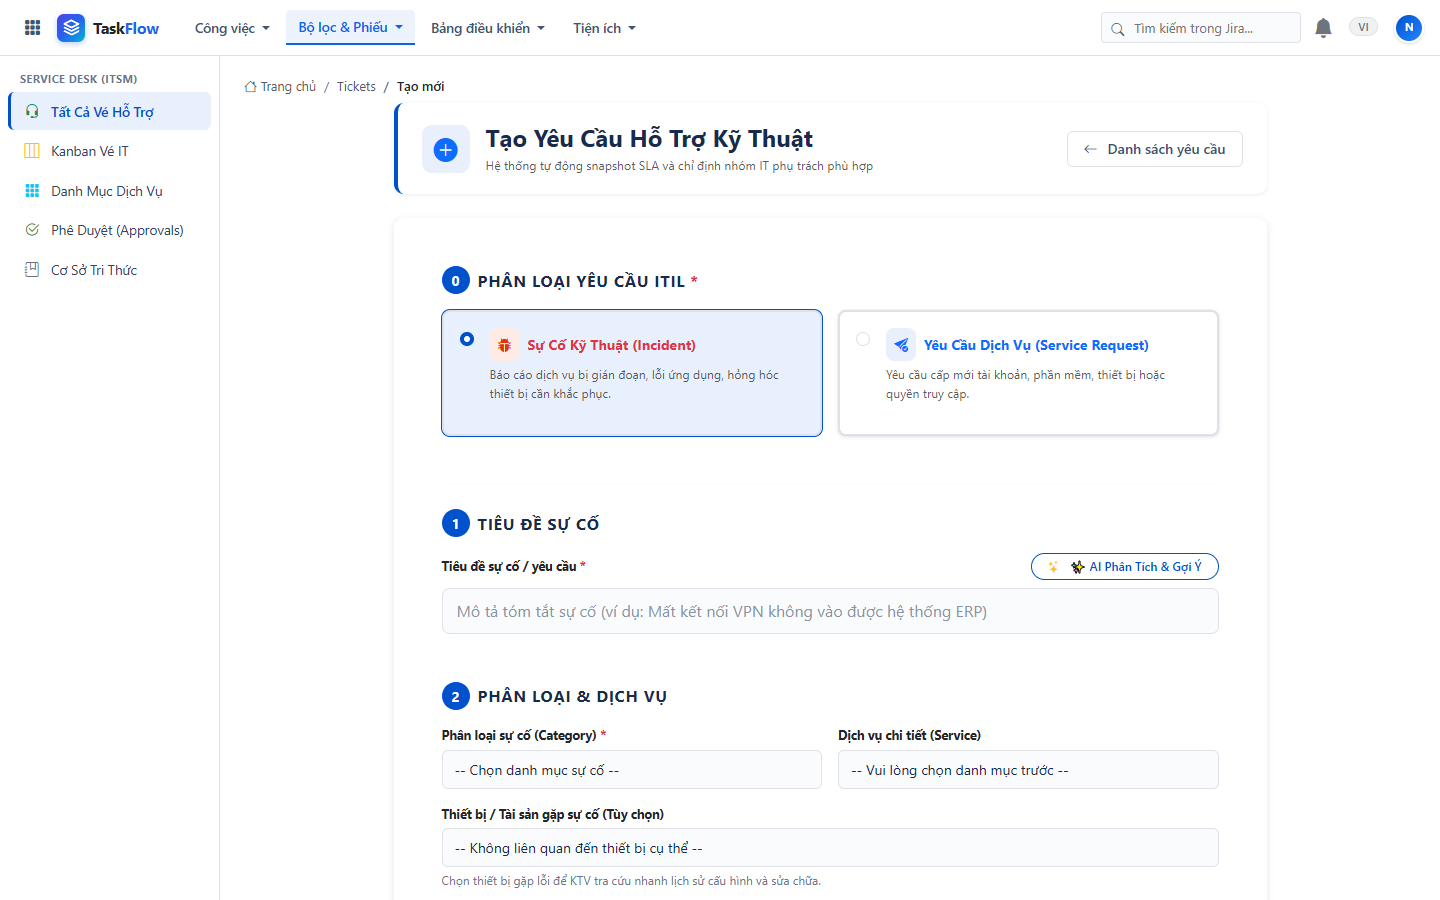 TaskFlow
Công việc
Bộ lọc & Phiếu
Bảng điều khiển
Tiện ích
Tìm kiếm trong Jira...
VI
N
SERVICE DESK (ITSM)
Tất Cả Vé Hỗ Trợ
Kanban Vé IT
Danh Mục Dịch Vụ
Phê Duyệt (Approvals)
Cơ Sở Tri Thức
Trang chủ / Tickets / Tạo mới
Tạo Yêu Cầu Hỗ Trợ Kỹ Thuật
Hệ thống tự động snapshot SLA và chỉ định nhóm IT phụ trách phù hợp
Danh sách yêu cầu
0 PHÂN LOẠI YÊU CẦU ITIL *
Sự Cố Kỹ Thuật (Incident)
Báo cáo dịch vụ bị gián đoạn, lỗi ứng dụng, hỏng hóc
thiết bị cần khắc phục.
Yêu Cầu Dịch Vụ (Service Request)
Yêu cầu cấp mới tài khoản, phần mềm, thiết bị hoặc
quyền truy cập.
1 TIÊU ĐỀ SỰ CỐ
Tiêu đề sự cố / yêu cầu *
AI Phân Tích & Gợi Ý
Mô tả tóm tắt sự cố (ví dụ: Mất kết nối VPN không vào được hệ thống ERP)
2 PHÂN LOẠI & DỊCH VỤ
Phân loại sự cố (Category) *
Dịch vụ chi tiết (Service)
-- Chọn danh mục sự cố --
-- Vui lòng chọn danh mục trước --
Thiết bị / Tài sản gặp sự cố (Tùy chọn)
-- Không liên quan đến thiết bị cụ thể --
Chọn thiết bị gặp lỗi để KTV tra cứu nhanh lịch sử cấu hình và sửa chữa.